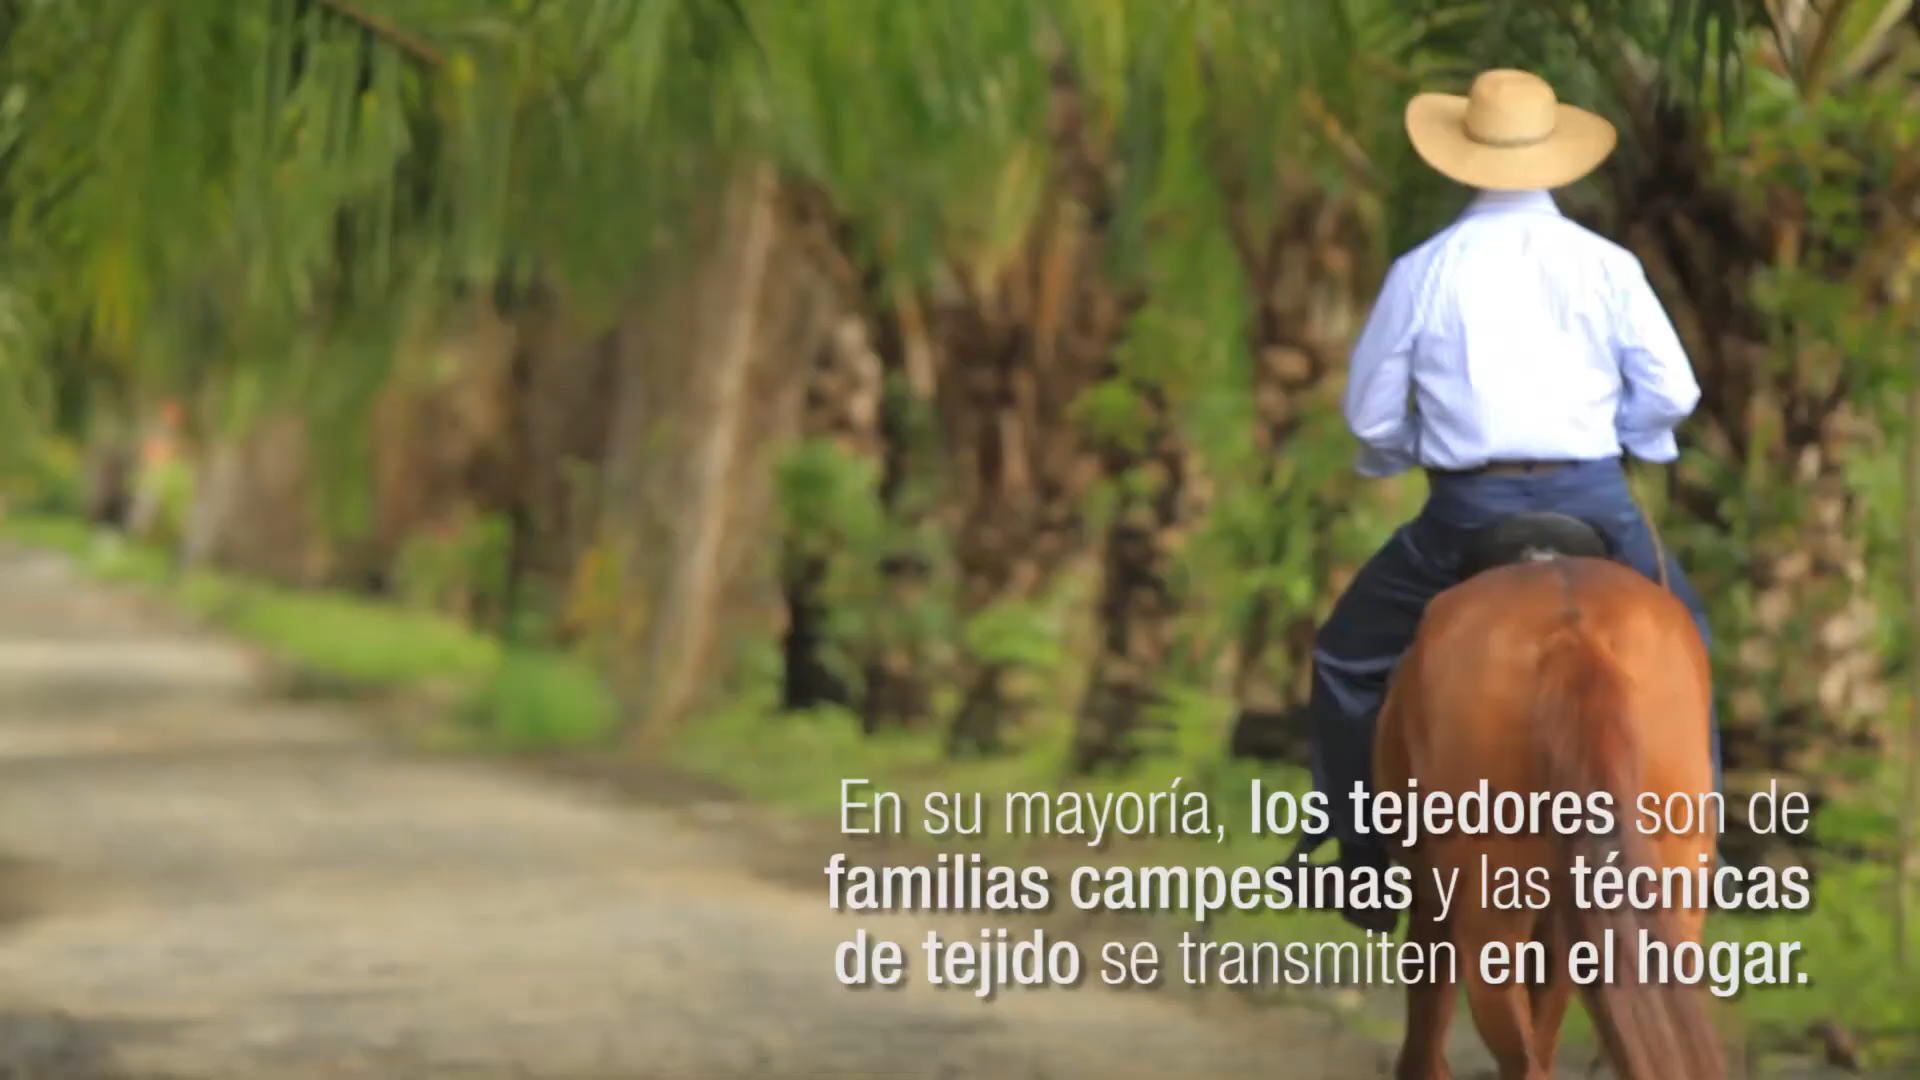 En su mayoría, los tejedores son de
familias campesinas y las técnicas
de tejido se transmiten en el hogar.